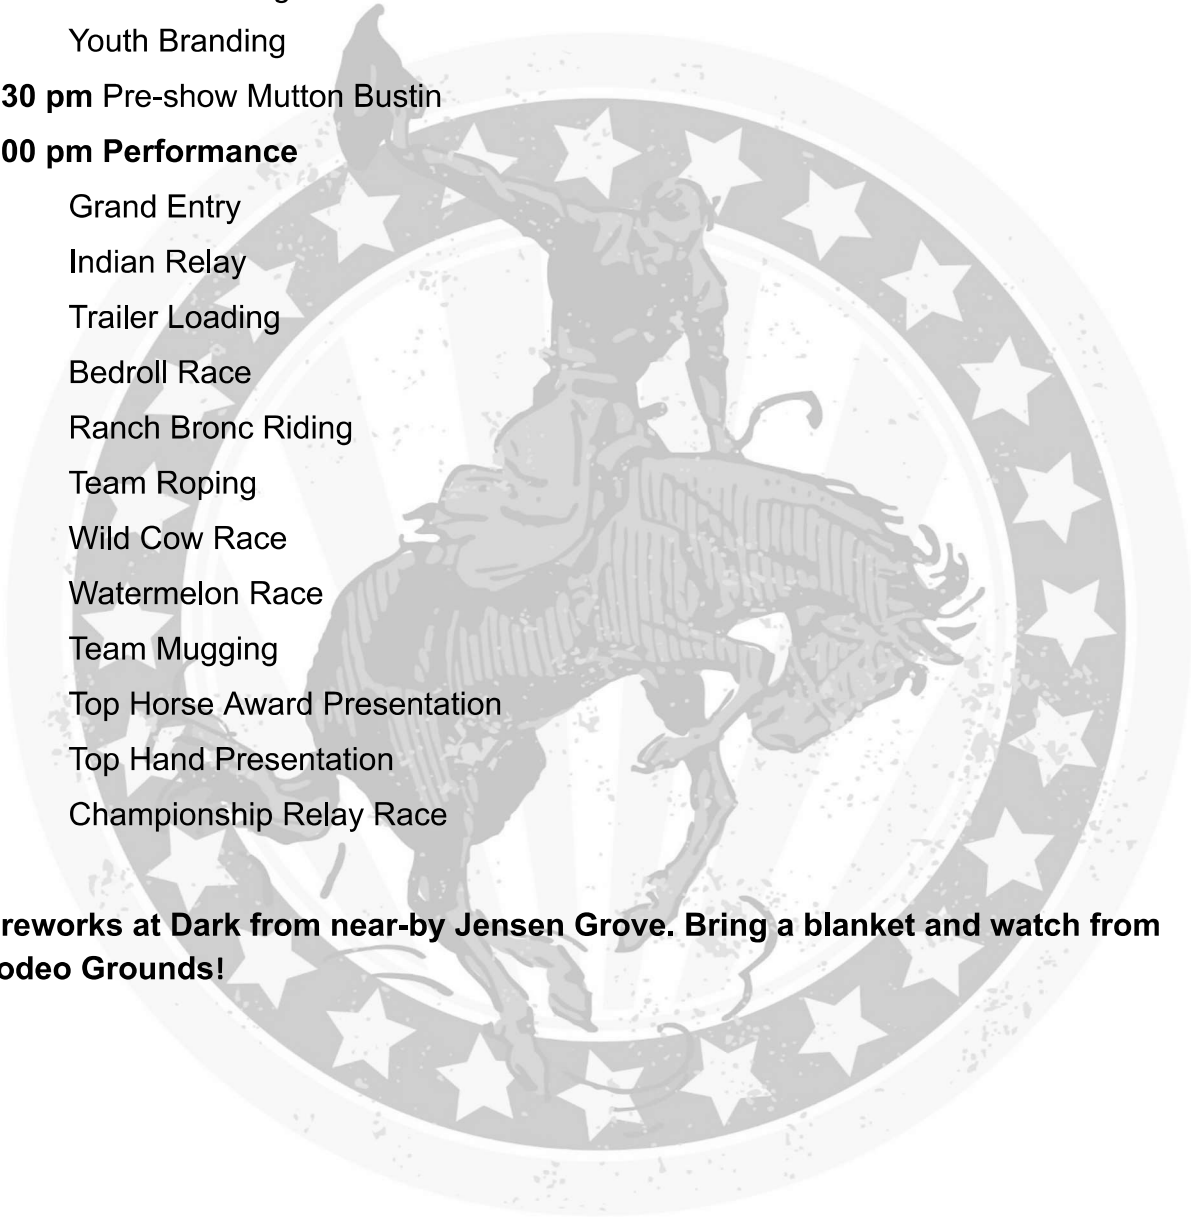 Youth Branding
30 pm Pre-show Mutton Bustin
00 pm Performance
Grand Entry
Indian Relay
Trailer Loading
Bedroll Race
Ranch Bronc Riding
Team Roping
Wild Cow Race
Watermelon Race
Team Mugging
Top Horse Award Presentation
Top Hand Presentation
Championship Relay Race
reworks at Dark from near-by Jensen Grove. Bring a blanket and watch from
odeo Grounds!